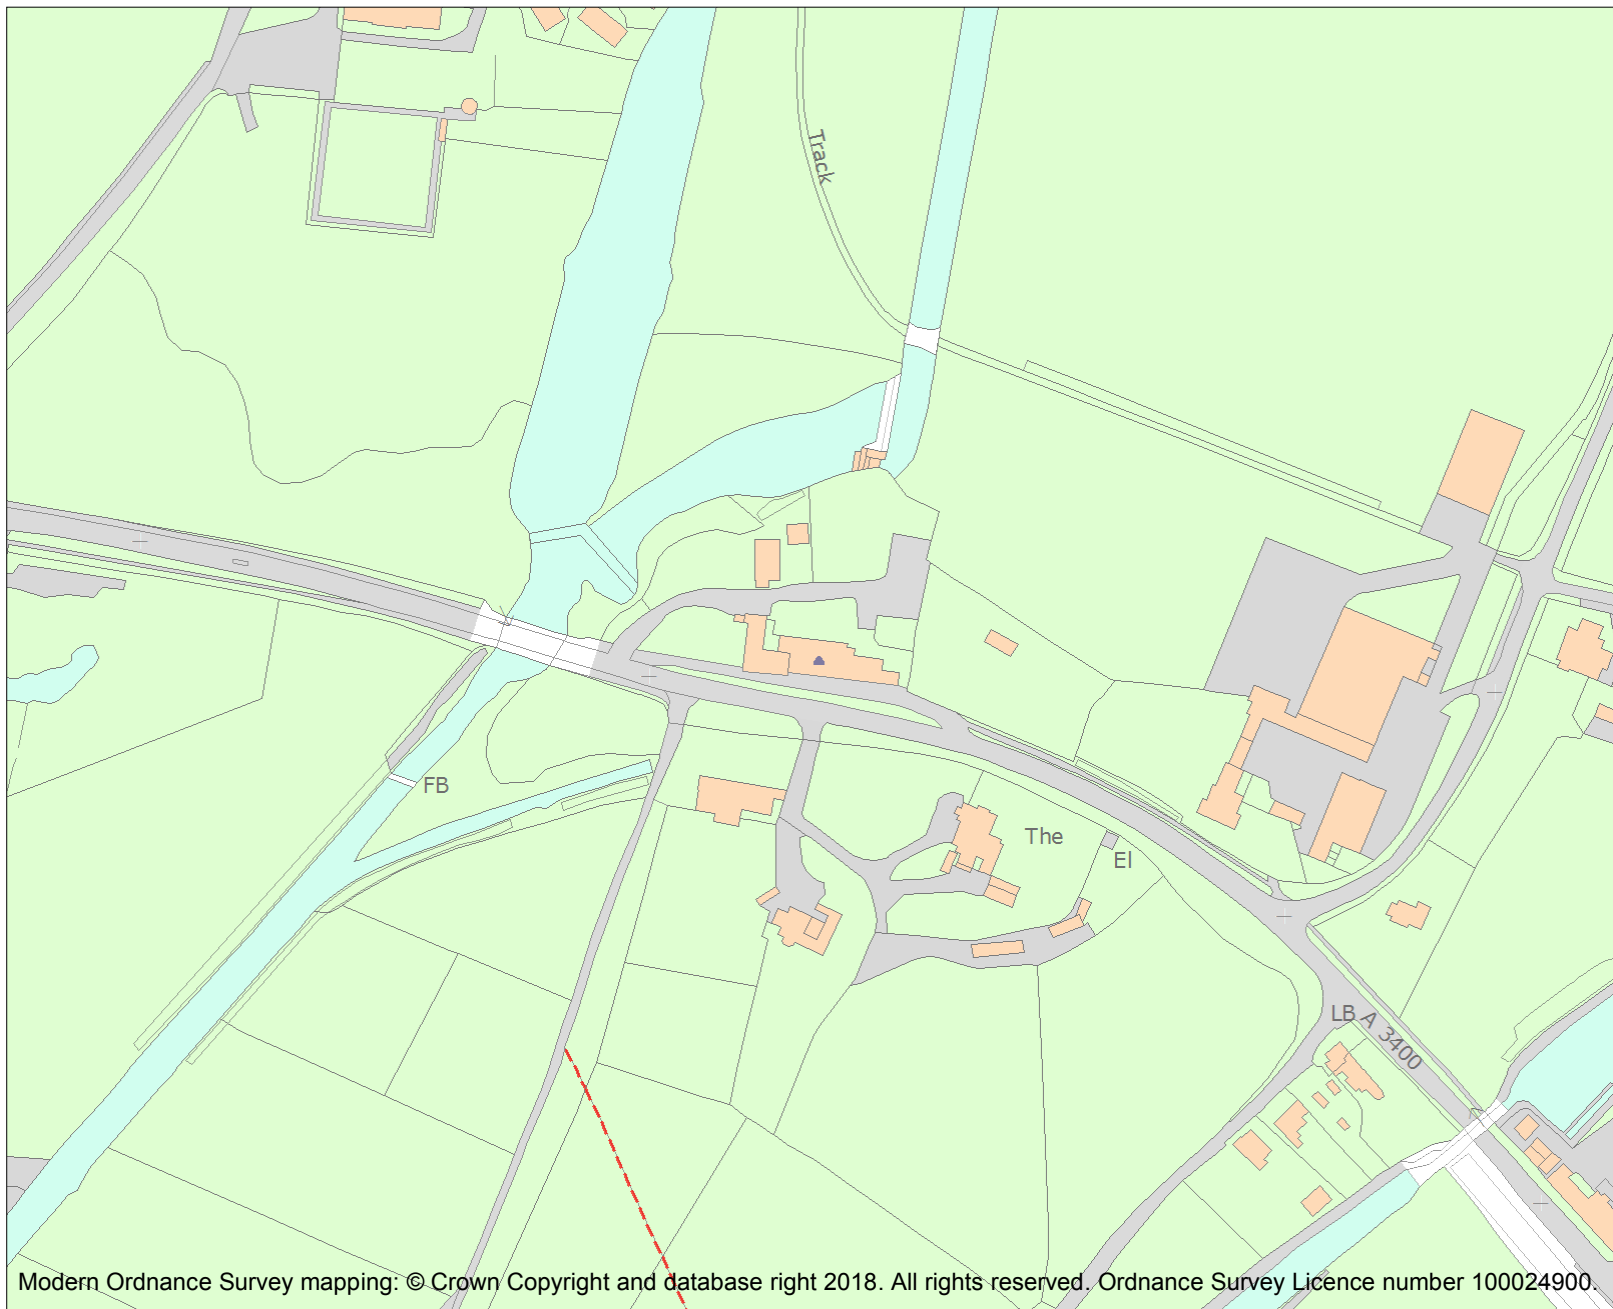 Track
FB
The
El
LB A 3400
Modern Ordnance Survey mapping: © Crown Copyright and database right 2018. All rights reserved. Ordnance Survey Licence number 100024900.